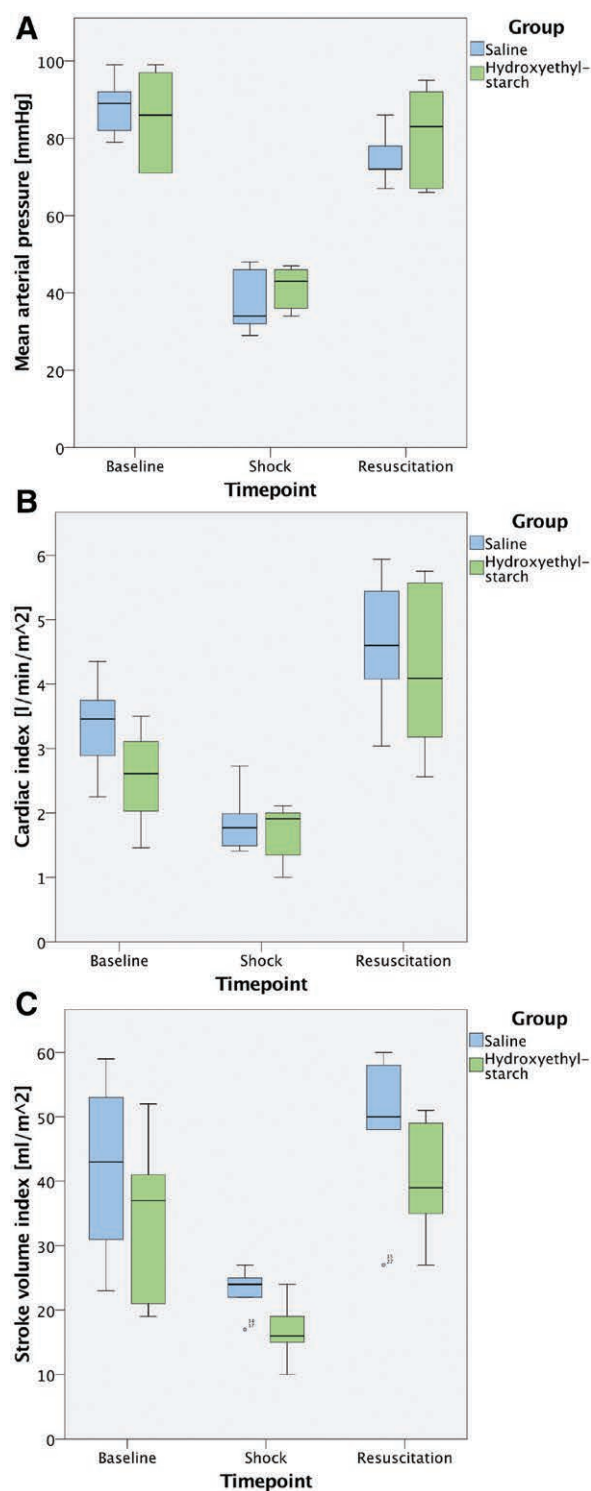 A
Group
Saline
Hydroxyethyl-
starch
Mean arterial pressure [mmHg]
100
80
60
40
20
0
Baseline Shock Resuscitation
Timepoint
B
Group
Saline
Hydroxyethyl-
starch
Cardiac index [l/min/m^2]
6
5
4
3
2
1
0
Baseline Shock Resuscitation
Timepoint
C
Group
Saline
Hydroxyethyl-
starch
Stroke volume index [ml/m^2]
60
50
40
30
20
10
0
Baseline Shock Resuscitation
Timepoint